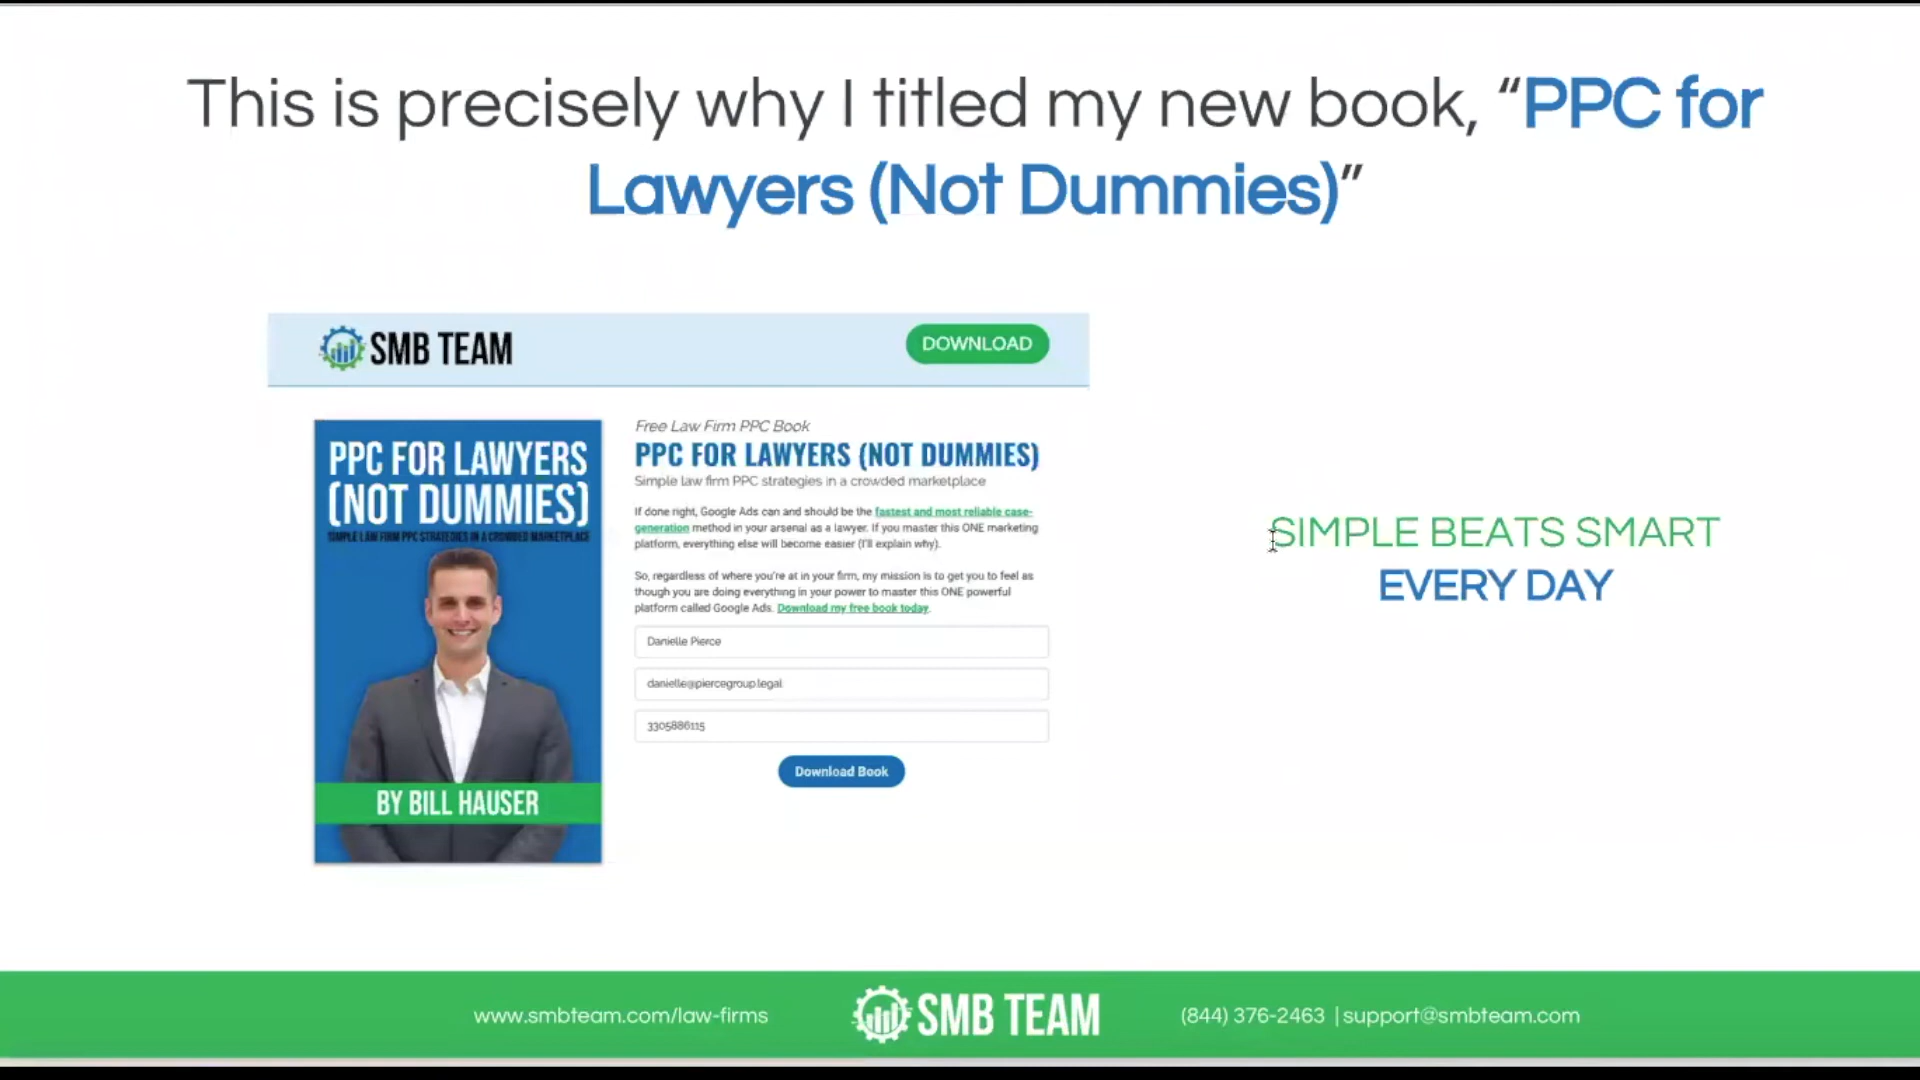 This is precisely why I titled my new book, “PPC for
Lawyers (Not Dummies)”
SMB TEAM
DOWNLOAD
PPC FOR LAWYERS
(NOT DUMMIES)
SIMPLE LAW FIRM PPC STRATEGIES IN A CROWDED MARKETPLACE
BY BILL HAUSER
Free Law Firm PPC Book
PPC FOR LAWYERS (NOT DUMMIES)
Simple law firm PPC strategies in a crowded marketplace
If done right, Google Ads can and should be the fastest and most reliable case-
generation method in your arsenal as a lawyer. If you master this ONE marketing
platform, everything else will become easier (I'll explain why).
So, regardless of where you're at in your firm, my mission is to get you to feel as
though you are doing everything in your power to master this ONE powerful
platform called Google Ads. Download my free book today.
Danielle Pierce
danielle@piercegroup.legal
3305886115
Download Book
SIMPLE BEATS SMART
EVERY DAY
www.smbteam.com/law-firms
SMB TEAM
(844) 376-2463 | support@smbteam.com